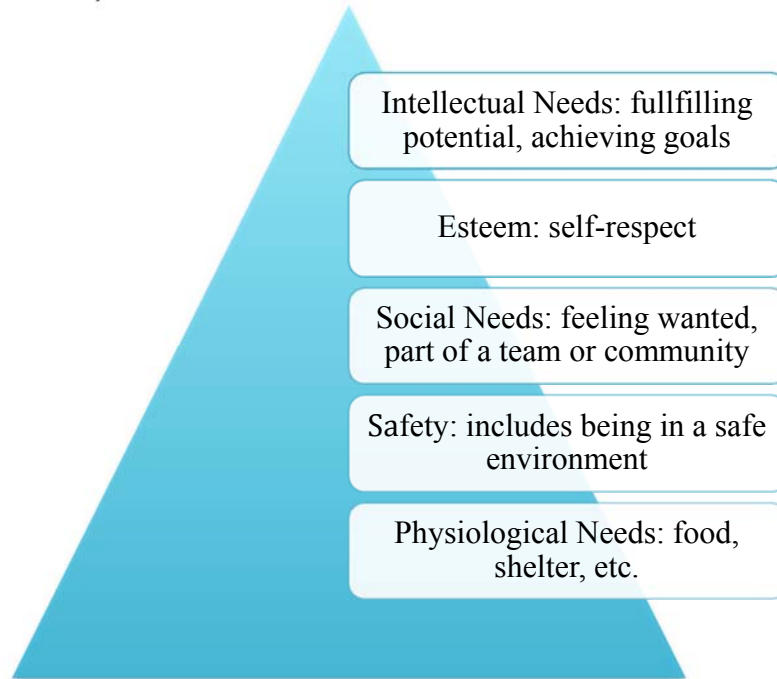 Intellectual Needs: fullfilling
potential, achieving goals
Esteem: self-respect
Social Needs: feeling wanted,
part of a team or community
Safety: includes being in a safe
environment
Physiological Needs: food,
shelter, etc.